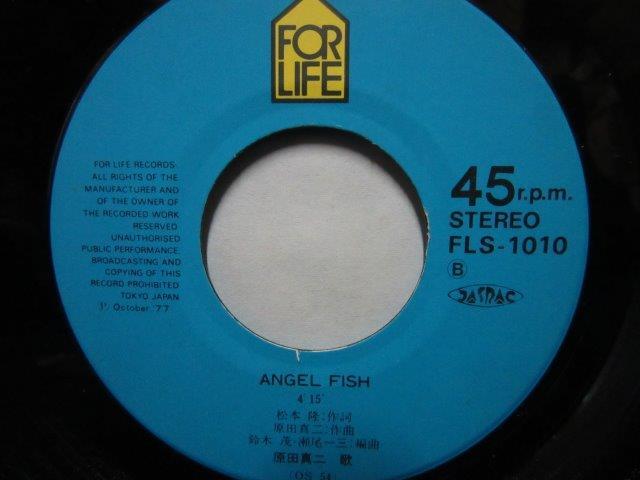 FOR
LIFE
FOR LIFE RECORDS·
ALL RIGHTS OF THE
MANUFACTURER AND
OF THE OWNER OF
THE RECORDED WORK
RESERVED.
UNAUTHORISED
PUBLIC PERFORMANCE,
BROADCASTING AND
COPYING OF THIS
RECORD PROHIBITED
TOKYO JAPAN
℗ October '77
45 r.p.m.
STEREO
FLS-1010
Ⓑ
JASRAC
ANGEL FISH
4'15"
松本 隆:作詞
原田真二:作曲
鈴木 茂・瀬尾一三:編曲
原田真二 歌
(OS 54